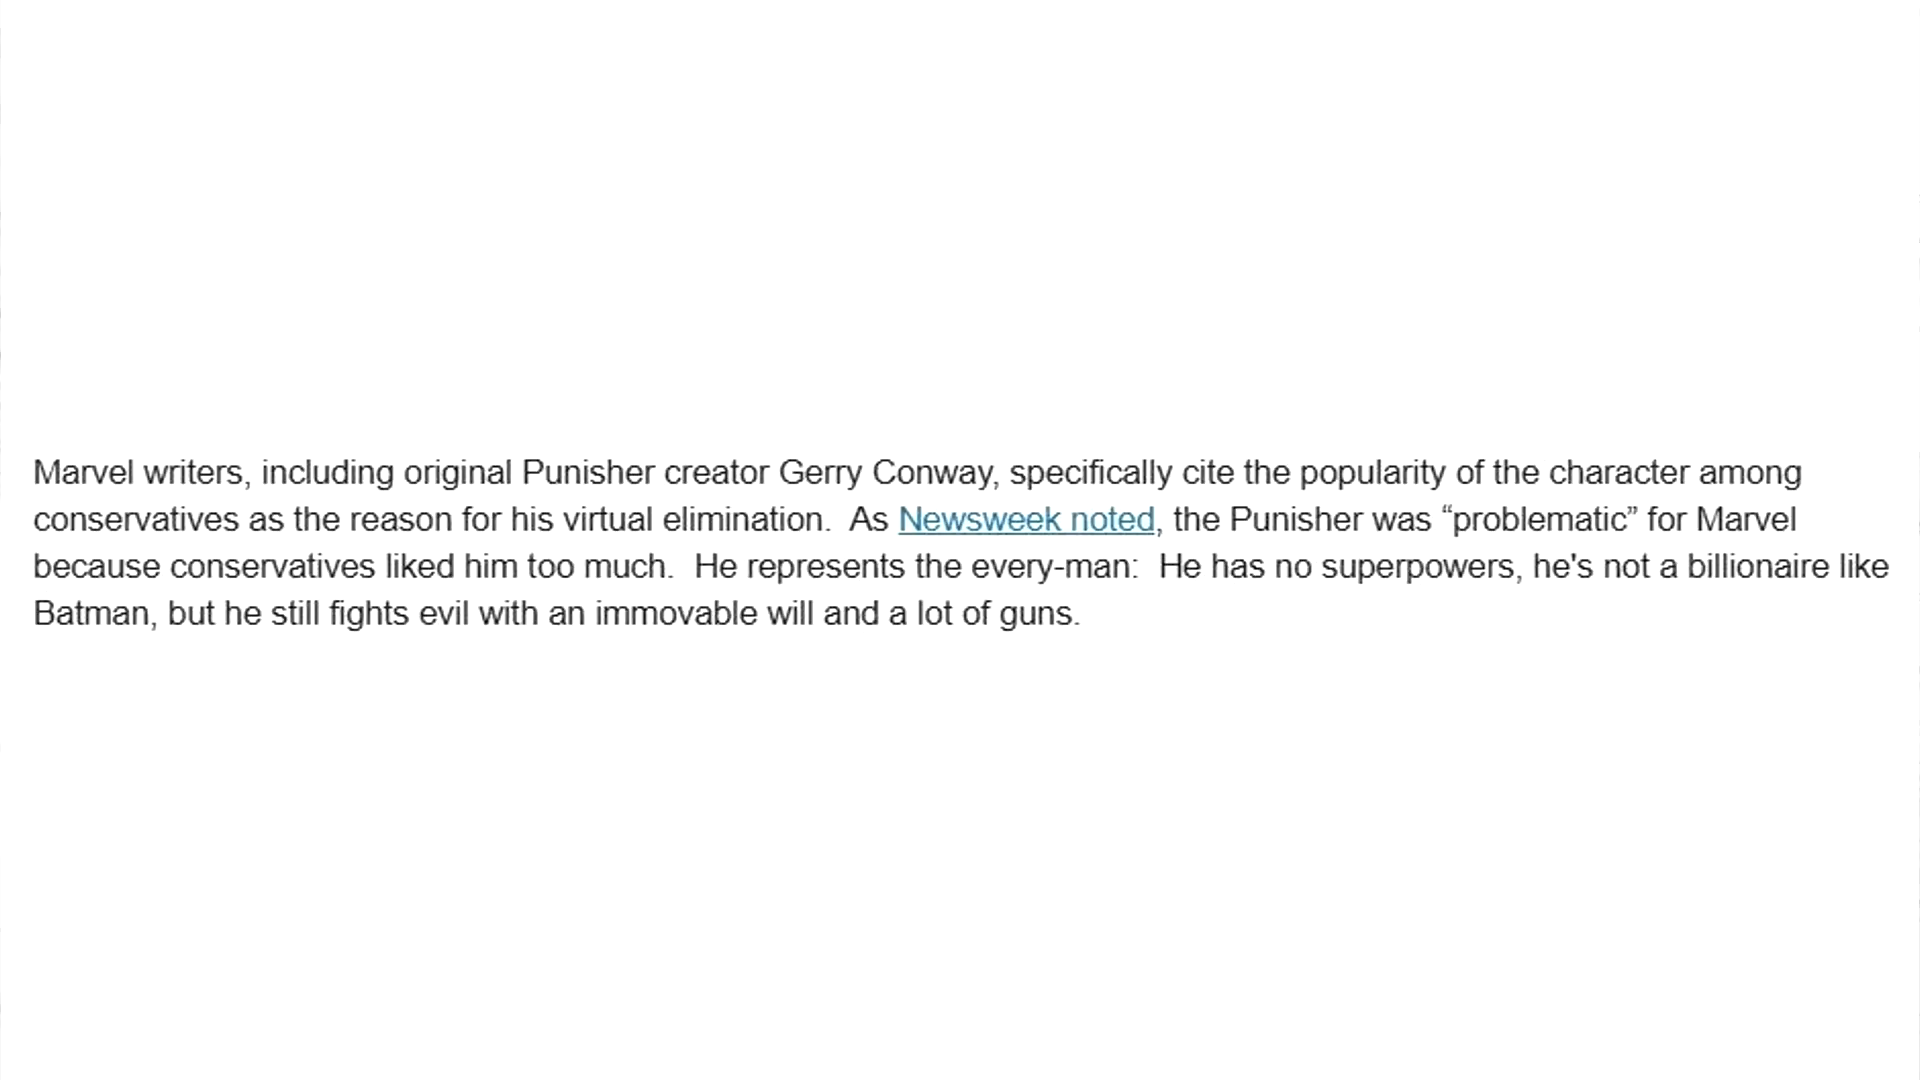 Marvel writers, including original Punisher creator Gerry Conway, specifically cite the popularity of the character among
conservatives as the reason for his virtual elimination.  As Newsweek noted, the Punisher was “problematic” for Marvel
because conservatives liked him too much.  He represents the every-man:  He has no superpowers, he's not a billionaire like
Batman, but he still fights evil with an immovable will and a lot of guns.